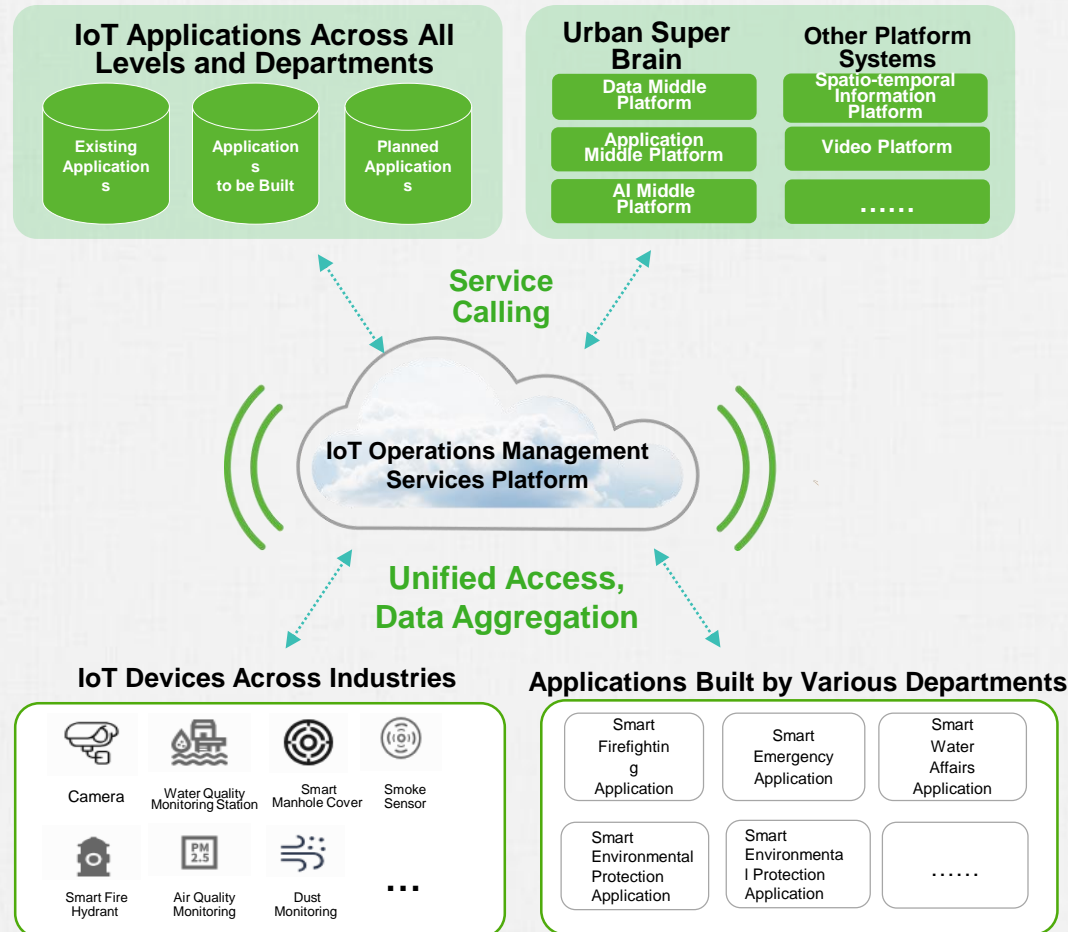 IoT Applications Across All
Levels and Departments
Existing
Application
s
Application
s
to be Built
Planned
Application
s
Urban Super
Brain
Data Middle
Platform
Application
Middle Platform
AI Middle
Platform
Other Platform
Systems
Spatio-temporal
Information
Platform
Video Platform
……
Service
Calling
IoT Operations Management
Services Platform
Unified Access,
Data Aggregation
IoT Devices Across Industries
Camera
Water Quality
Monitoring Station
Smart
Manhole Cover
Smoke
Sensor
Smart Fire
Hydrant
PM
2.5
Air Quality
Monitoring
Dust
Monitoring
...
Applications Built by Various Departments
Smart
Firefightin
g
Application
Smart
Emergency
Application
Smart
Water
Affairs
Application
Smart
Environmental
Protection
Application
Smart
Environmenta
l Protection
Application
……